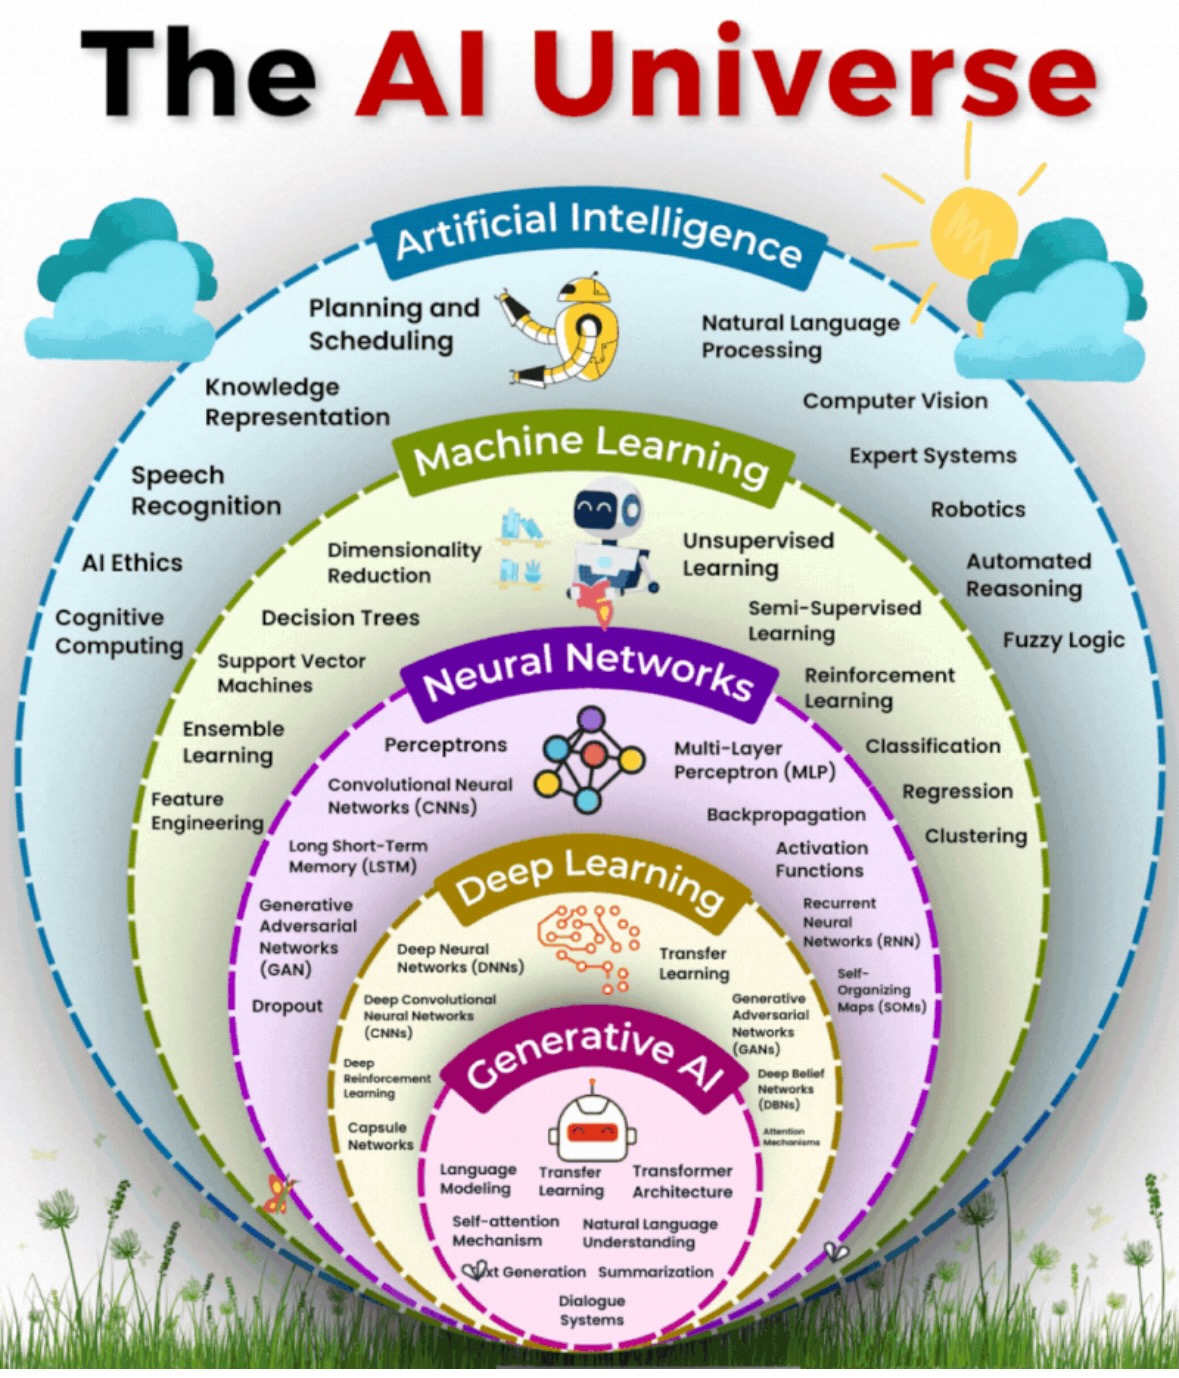 The AI Universe
Artificial Intelligence
Planning and
Scheduling
Natural Language
Processing
Knowledge
Representation
Computer Vision
Speech
Recognition
Expert Systems
Robotics
AI Ethics
Automated
Reasoning
Cognitive
Computing
Fuzzy Logic
Machine Learning
Dimensionality
Reduction
Unsupervised
Learning
Decision Trees
Semi-Supervised
Learning
Support Vector
Machines
Reinforcement
Learning
Ensemble
Learning
Classification
Feature
Engineering
Regression
Clustering
Neural Networks
Perceptrons
Multi-Layer
Perceptron (MLP)
Convolutional Neural
Networks (CNNs)
Backpropagation
Long Short-Term
Memory (LSTM)
Activation
Functions
Generative
Adversarial
Networks
(GAN)
Recurrent
Neural
Networks (RNN)
Dropout
Self-
Organizing
Maps (SOMs)
Deep Learning
Deep Neural
Networks (DNNs)
Transfer
Learning
Deep Convolutional
Neural Networks
(CNNs)
Generative
Adversarial
Networks
(GANs)
Deep
Reinforcement
Learning
Deep Belief
Networks
(DBNs)
Capsule
Networks
Attention
Mechanisms
Generative AI
Language
Modeling
Transfer
Learning
Transformer
Architecture
Self-attention
Mechanism
Natural Language
Understanding
Generation
Summarization
Dialogue
Systems